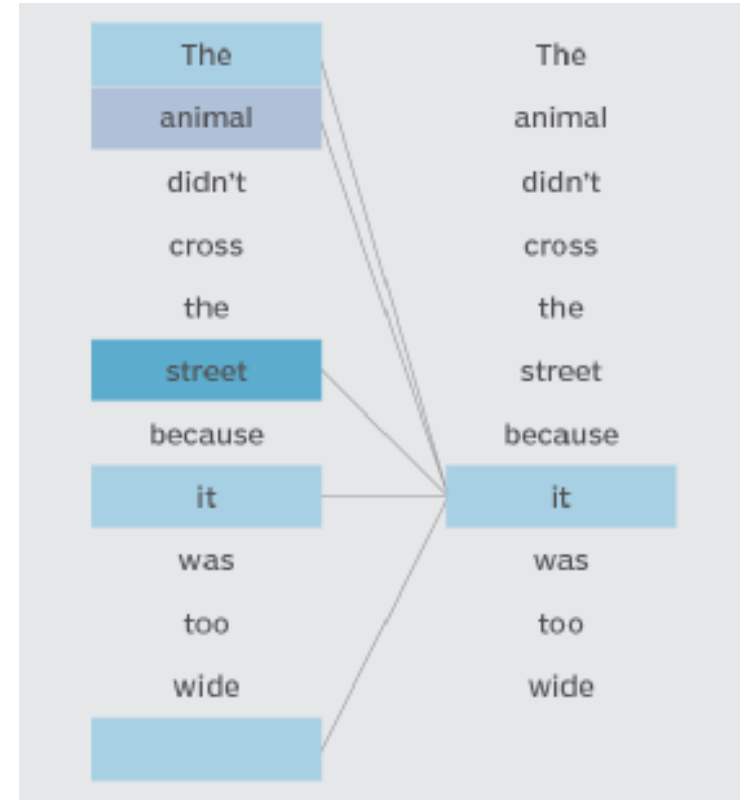 The
animal
didn't
cross
the
street
because
it
was
too
wide
The
animal
didn't
cross
the
street
because
it
was
too
wide